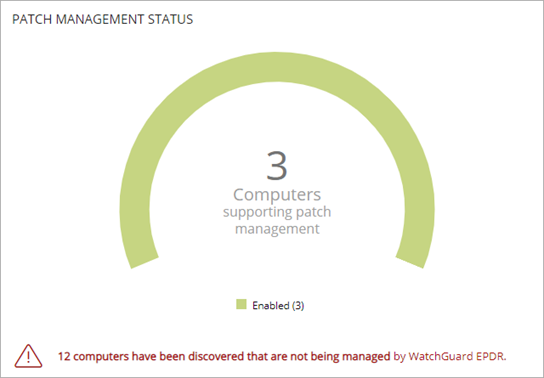 PATCH MANAGEMENT STATUS
3
Computers
supporting patch
management
Enabled (3)
12 computers have been discovered that are not being managed by WatchGuard EPDR.